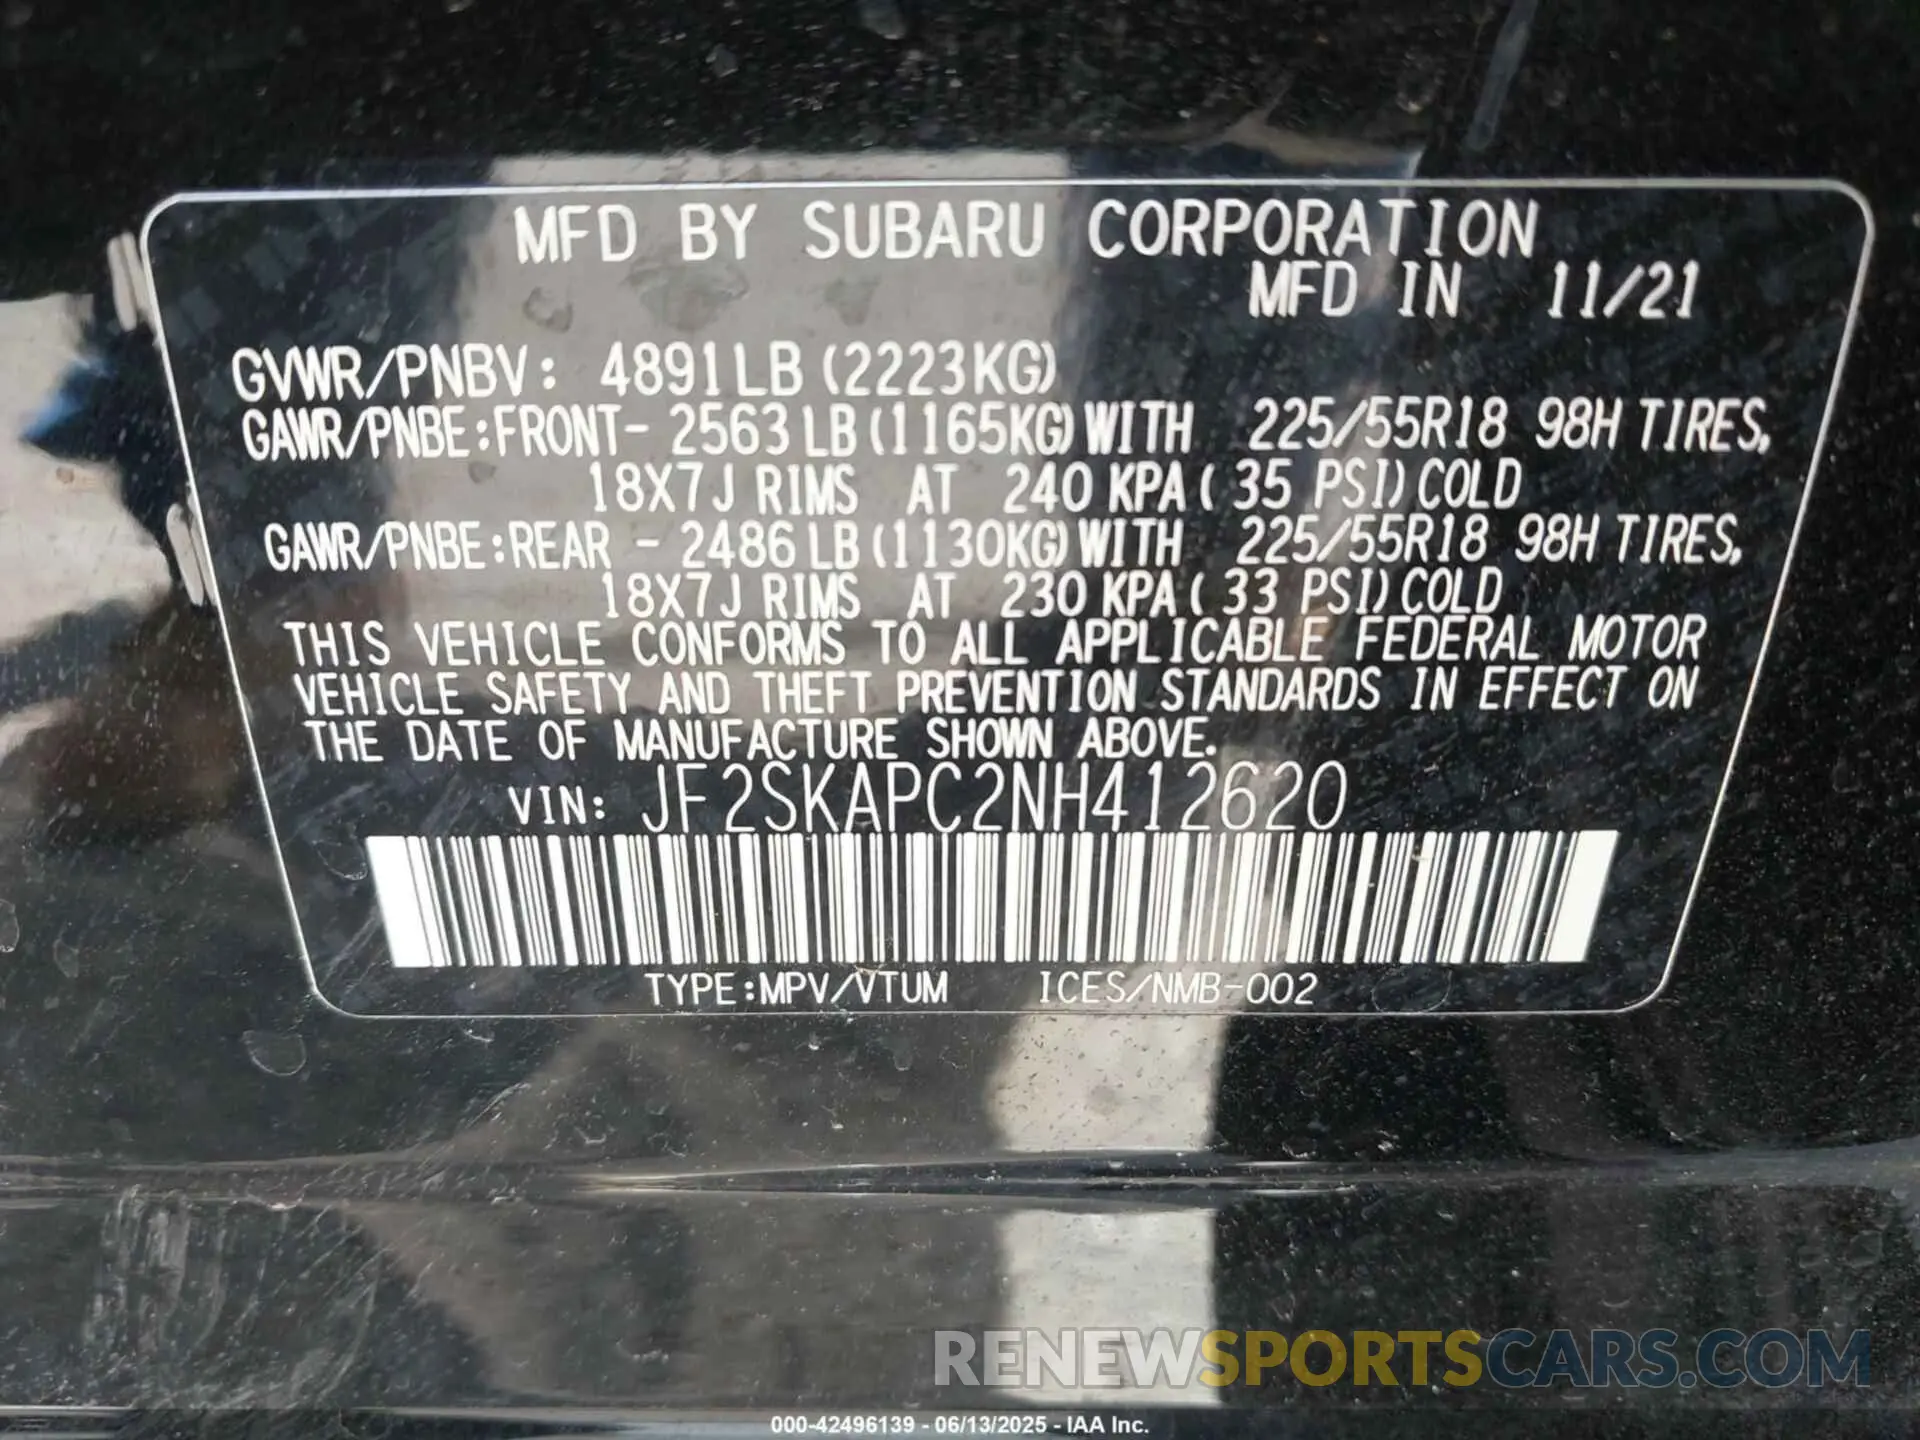 MFD BY SUBARU CORPORATION
MFD IN 11/21
GVWR/PNBV: 4891LB (2223KG)
GAWR/PNBE:FRONT- 2563LB(1165KG)WITH 225/55R18 98H TIRES,
18X7J RIMS AT 240 KPA( 35 PSI)COLD
GAWR/PNBE:REAR - 2486LB(1130KG)WITH 225/55R18 98H TIRES,
18X7J RIMS AT 230 KPA( 33 PSI)COLD
THIS VEHICLE CONFORMS TO ALL APPLICABLE FEDERAL MOTOR
VEHICLE SAFETY AND THEFT PREVENTION STANDARDS IN EFFECT ON
THE DATE OF MANUFACTURE SHOWN ABOVE.
VIN: JF2SKAPC2NH412620
TYPE:MPV/VTUM ICES/NMB-002
RENEWSPORTSCARS.COM
000-42496139 - 06/13/2025 - IAA Inc.